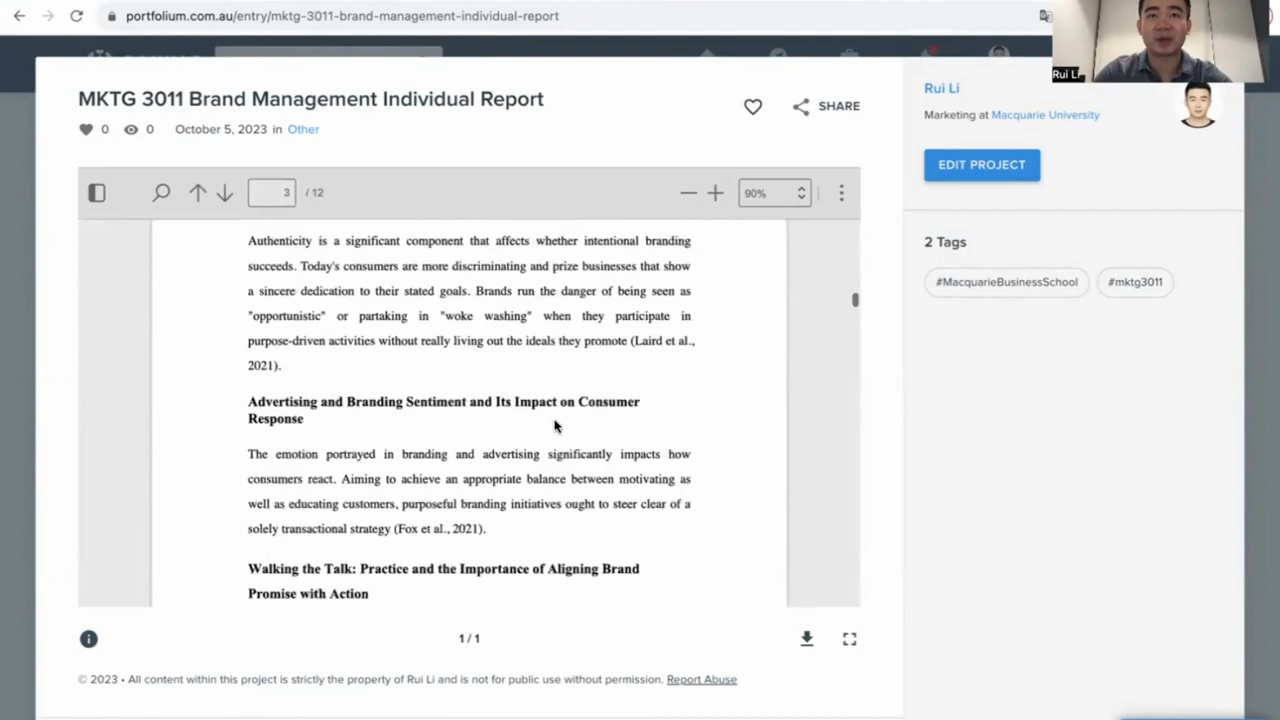 portfolium.com.au/entry/mktg-3011-brand-management-individual-report
Rui Li
MKTG 3011 Brand Management Individual Report
0 0 October 5, 2023 in Other
SHARE
Rui Li
Marketing at Macquarie University
EDIT PROJECT
2 Tags
#MacquarieBusinessSchool #mktg3011
3 / 12
90%
Authenticity is a significant component that affects whether intentional branding
succeeds. Today's consumers are more discriminating and prize businesses that show
a sincere dedication to their stated goals. Brands run the danger of being seen as
"opportunistic" or partaking in "woke washing" when they participate in
purpose-driven activities without really living out the ideals they promote (Laird et al.,
2021).
Advertising and Branding Sentiment and Its Impact on Consumer
Response
The emotion portrayed in branding and advertising significantly impacts how
consumers react. Aiming to achieve an appropriate balance between motivating as
well as educating customers, purposeful branding initiatives ought to steer clear of a
solely transactional strategy (Fox et al., 2021).
Walking the Talk: Practice and the Importance of Aligning Brand
Promise with Action
1 / 1
© 2023 • All content within this project is strictly the property of Rui Li and is not for public use without permission. Report Abuse